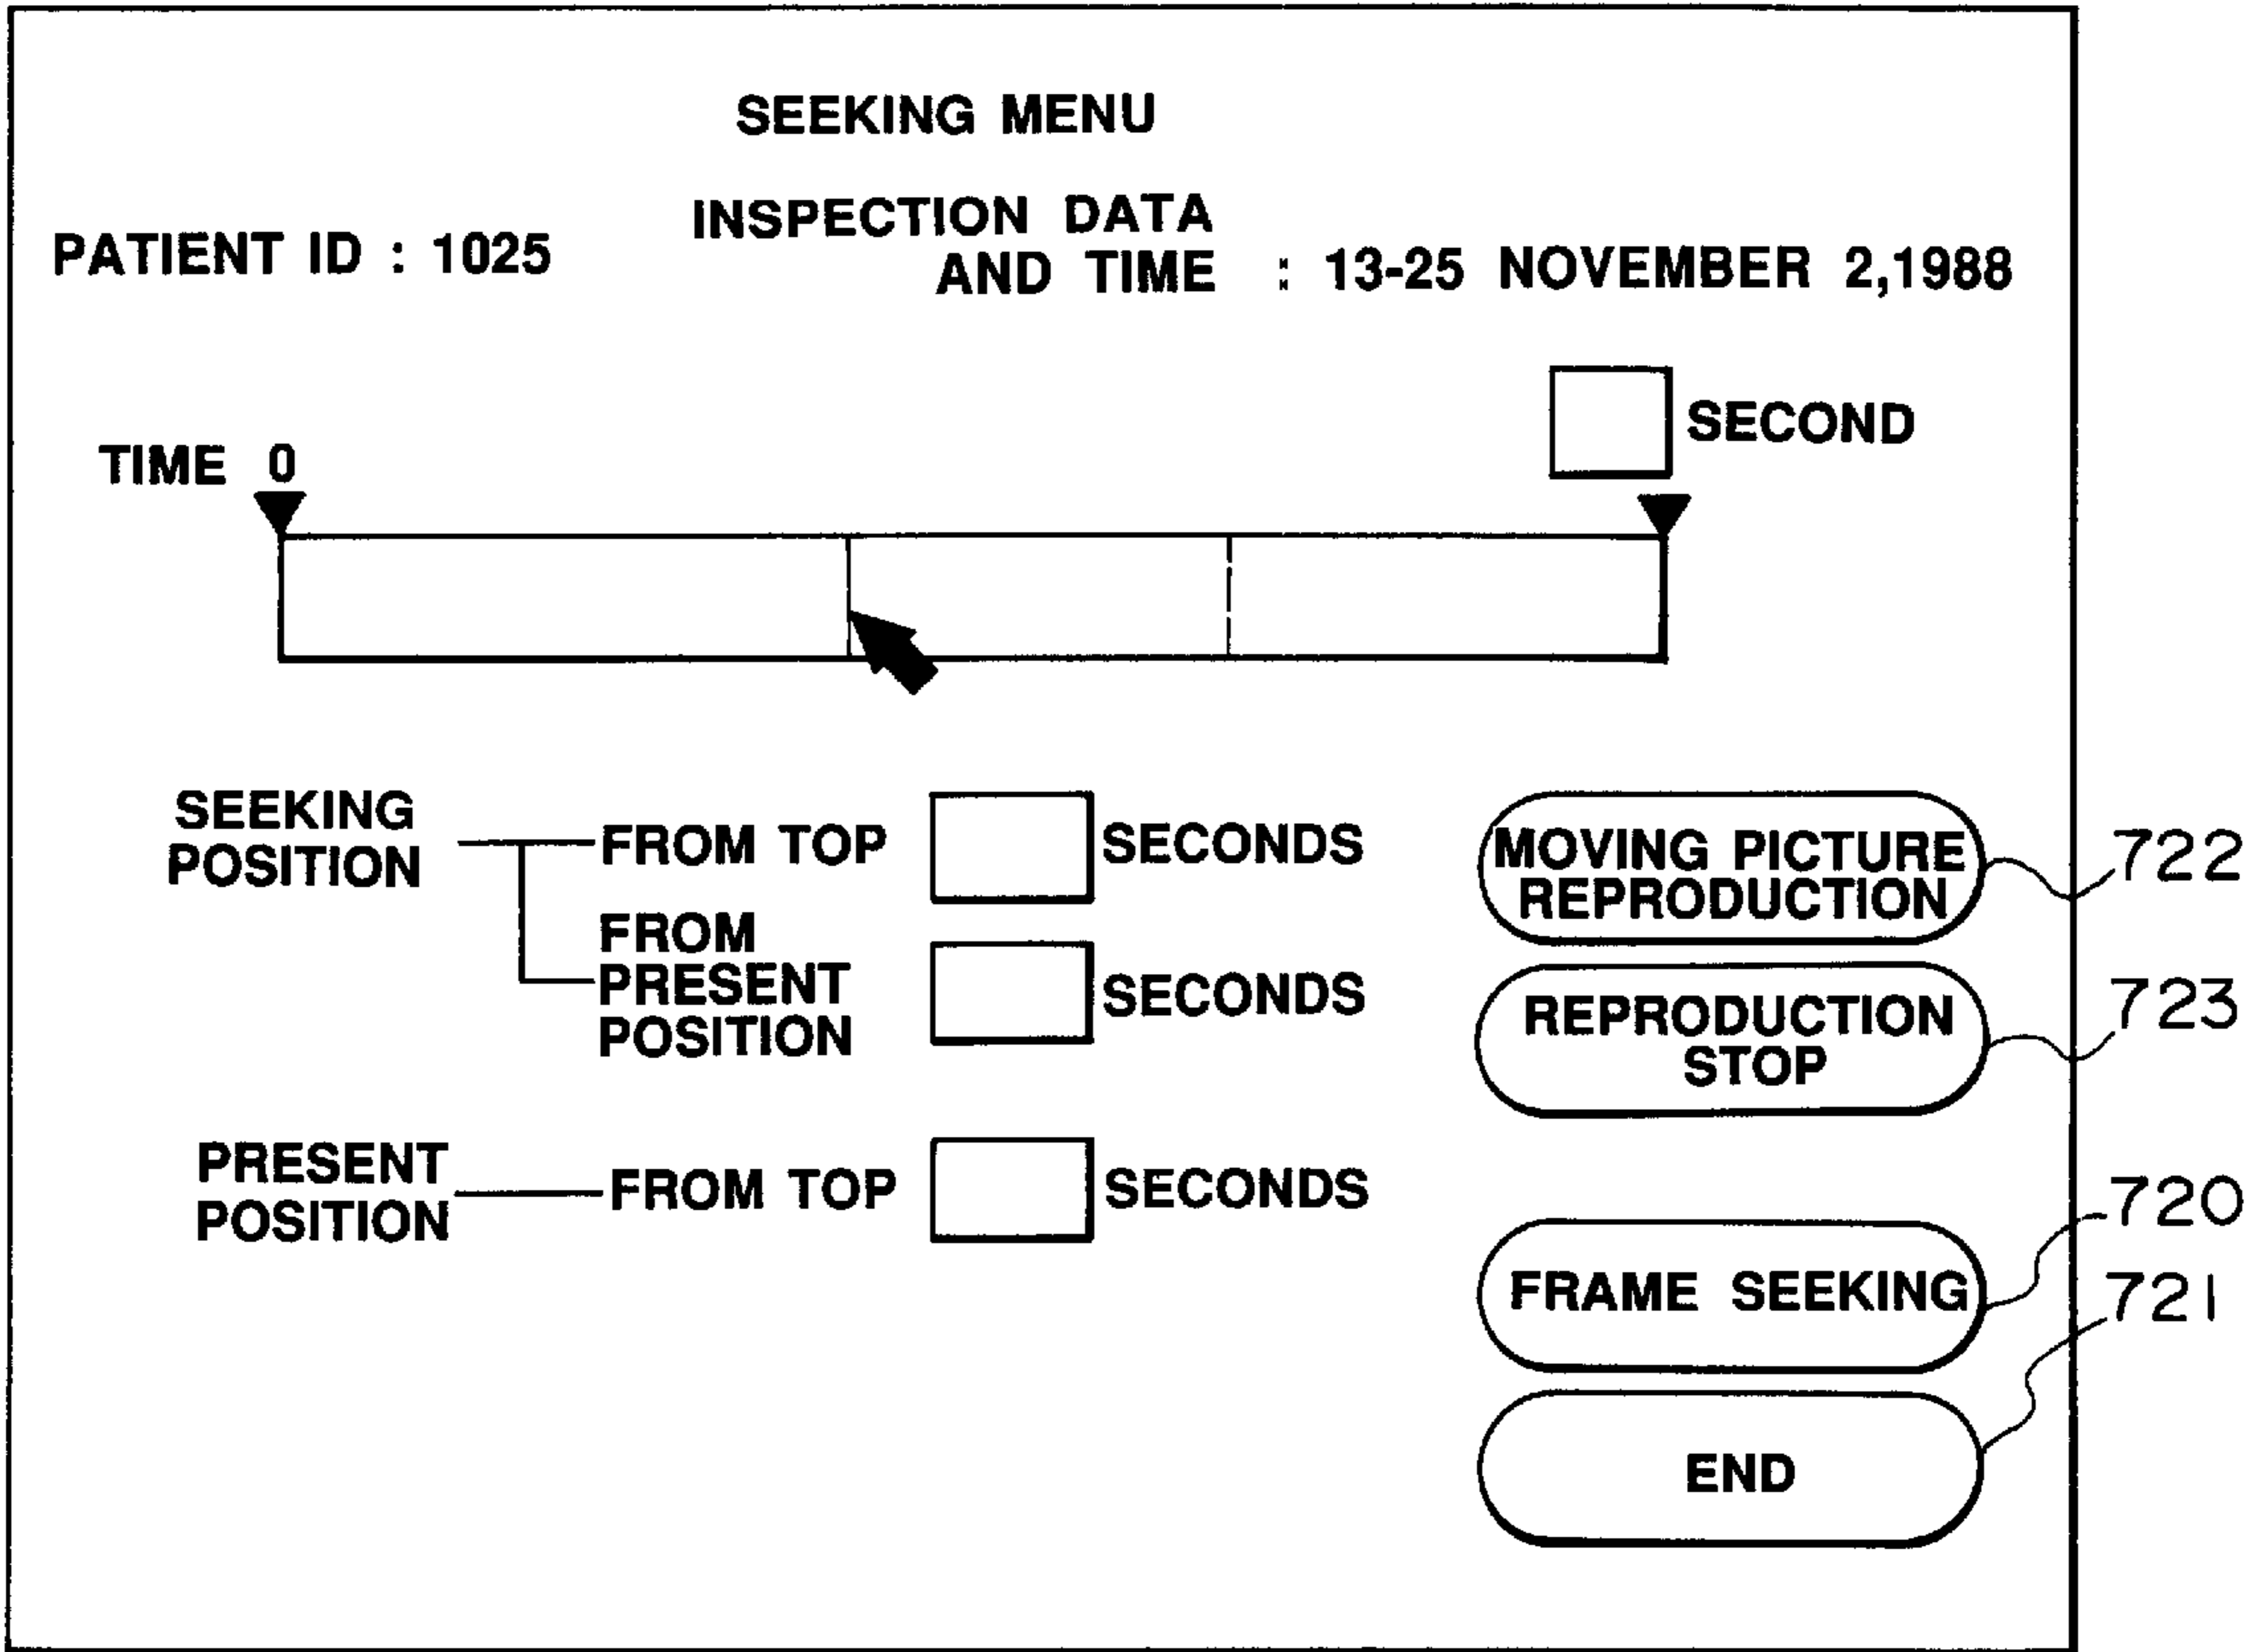 SEEKING MENU
PATIENT ID : 1025
INSPECTION DATA
AND TIME : 13-25 NOVEMBER 2,1988
SECOND
TIME 0
SEEKING
POSITION
FROM TOP
SECONDS
FROM
PRESENT
POSITION
SECONDS
PRESENT
POSITION
FROM TOP
SECONDS
MOVING PICTURE
REPRODUCTION
722
REPRODUCTION
STOP
723
FRAME SEEKING
720
END
721